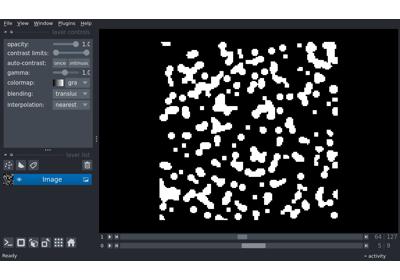 File View Window Plugins Help
layer controls
opacity: 1.0
contrast limits:
auto-contrast: once
gamma: 1.0
colormap: gra
blending: translu
interpolation: nearest
layer list
Image
1 64 127
0 5 9
Ready activity